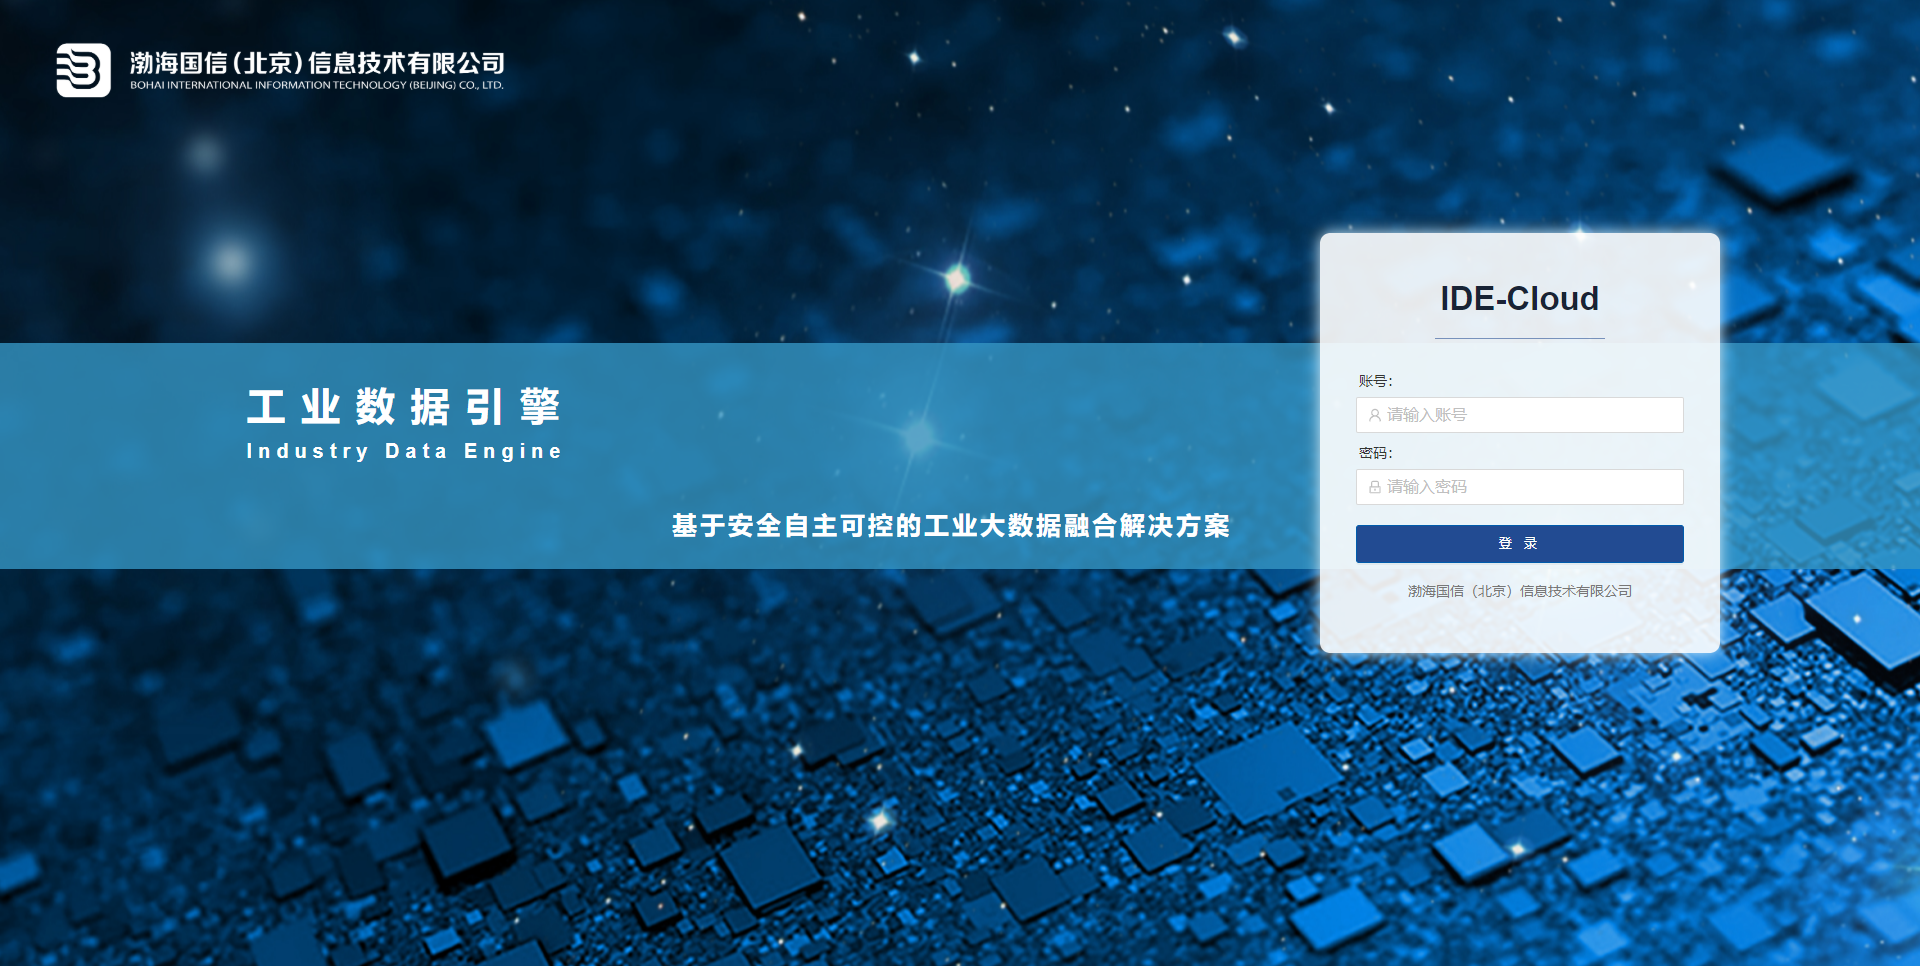 渤海国信(北京)信息技术有限公司
BOHAI INTERNATIONAL INFORMATION TECHNOLOGY (BEIJING) CO., LTD.
工业数据引擎
Industry Data Engine
基于安全自主可控的工业大数据融合解决方案
IDE-Cloud
账号：
请输入账号
密码：
请输入密码
登 录
渤海国信（北京）信息技术有限公司